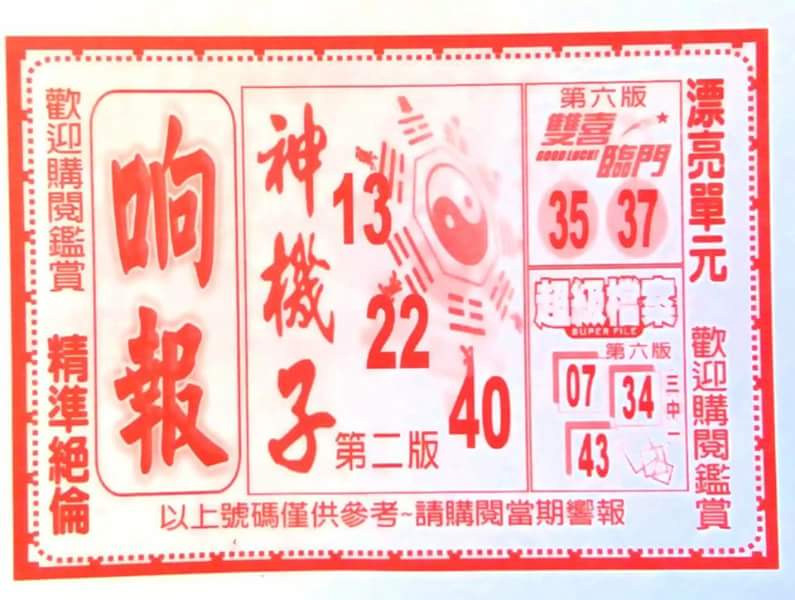 歡迎購閱鑑賞
精準絕倫
响報
神機子
13
22
40
第二版
第六版
雙喜
GOOD LUCK!
臨門
35 37
超級檔案
SUPER FILE
第六版
07 34
43
三中一
漂亮單元
歡迎購閱鑑賞
以上號碼僅供參考~請購閱當期響報